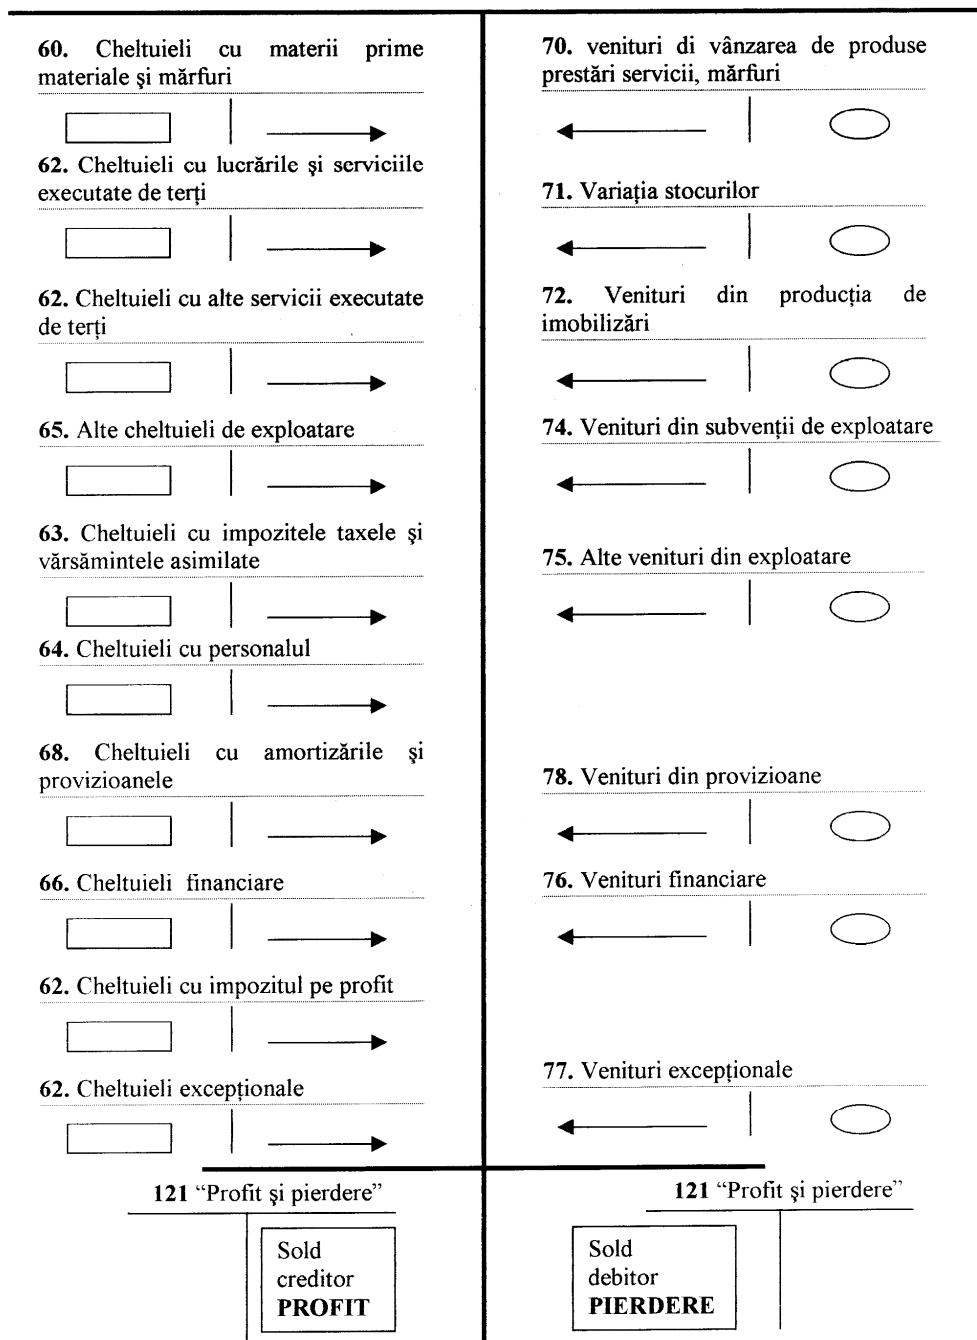 60. Cheltuieli cu materii prime
materiale şi mărfuri
62. Cheltuieli cu lucrările şi serviciile
executate de terţi
62. Cheltuieli cu alte servicii executate
de terţi
65. Alte cheltuieli de exploatare
63. Cheltuieli cu impozitele taxele şi
vărsămintele asimilate
64. Cheltuieli cu personalul
68. Cheltuieli cu amortizările şi
provizioanele
66. Cheltuieli financiare
62. Cheltuieli cu impozitul pe profit
62. Cheltuieli excepţionale
121 “Profit şi pierdere”
Sold
creditor
PROFIT
70. venituri di vânzarea de produse
prestări servicii, mărfuri
71. Variaţia stocurilor
72. Venituri din producţia de
imobilizări
74. Venituri din subvenţii de exploatare
75. Alte venituri din exploatare
78. Venituri din provizioane
76. Venituri financiare
77. Venituri excepţionale
121 “Profit şi pierdere”
Sold
debitor
PIERDERE